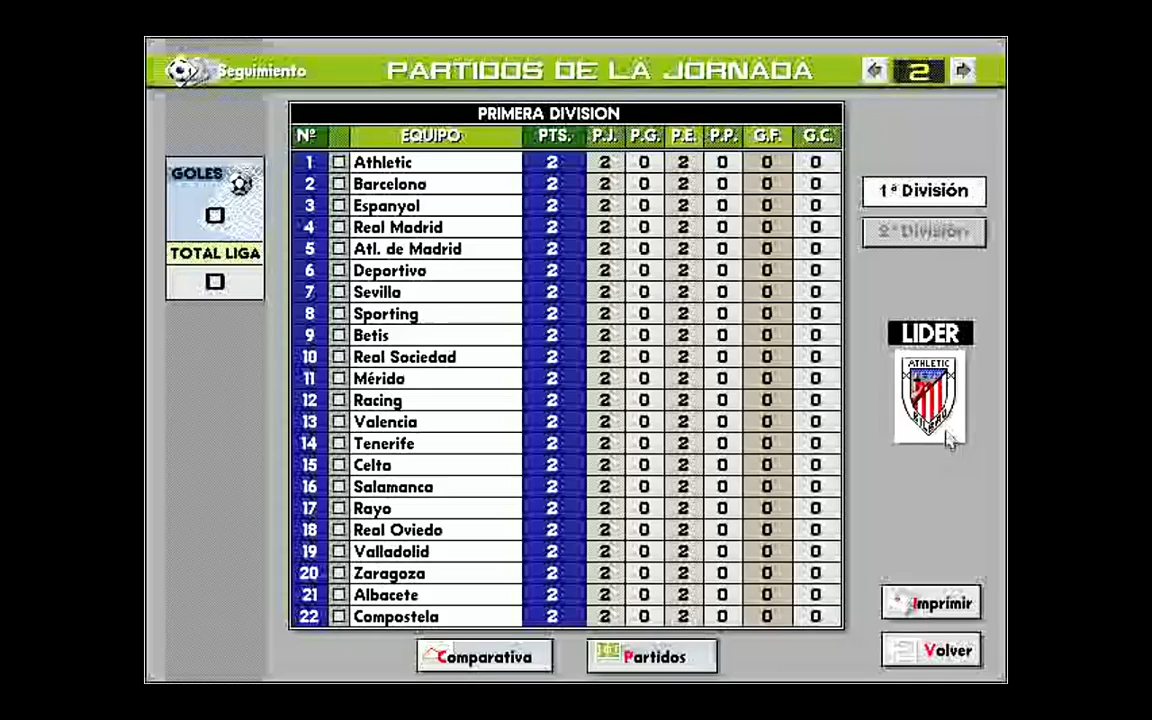 Seguimiento PARTIDOS DE LA JORNADA 2
PRIMERA DIVISION
Nº EQUIPO PTS. P.J. P.G. P.E. P.P. G.F. G.C.
1 Athletic 2 2 0 2 0 0 0
2 Barcelona 2 2 0 2 0 0 0
3 Espanyol 2 2 0 2 0 0 0
4 Real Madrid 2 2 0 2 0 0 0
5 Atl. de Madrid 2 2 0 2 0 0 0
6 Deportivo 2 2 0 2 0 0 0
7 Sevilla 2 2 0 2 0 0 0
8 Sporting 2 2 0 2 0 0 0
9 Betis 2 2 0 2 0 0 0
10 Real Sociedad 2 2 0 2 0 0 0
11 Mérida 2 2 0 2 0 0 0
12 Racing 2 2 0 2 0 0 0
13 Valencia 2 2 0 2 0 0 0
14 Tenerife 2 2 0 2 0 0 0
15 Celta 2 2 0 2 0 0 0
16 Salamanca 2 2 0 2 0 0 0
17 Rayo 2 2 0 2 0 0 0
18 Real Oviedo 2 2 0 2 0 0 0
19 Valladolid 2 2 0 2 0 0 0
20 Zaragoza 2 2 0 2 0 0 0
21 Albacete 2 2 0 2 0 0 0
22 Compostela 2 2 0 2 0 0 0
GOLES
0
TOTAL LIGA
0
1ª División
2ª División
LIDER
ATHLETIC
BILBAO
Imprimir
Volver
Comparativa
Partidos